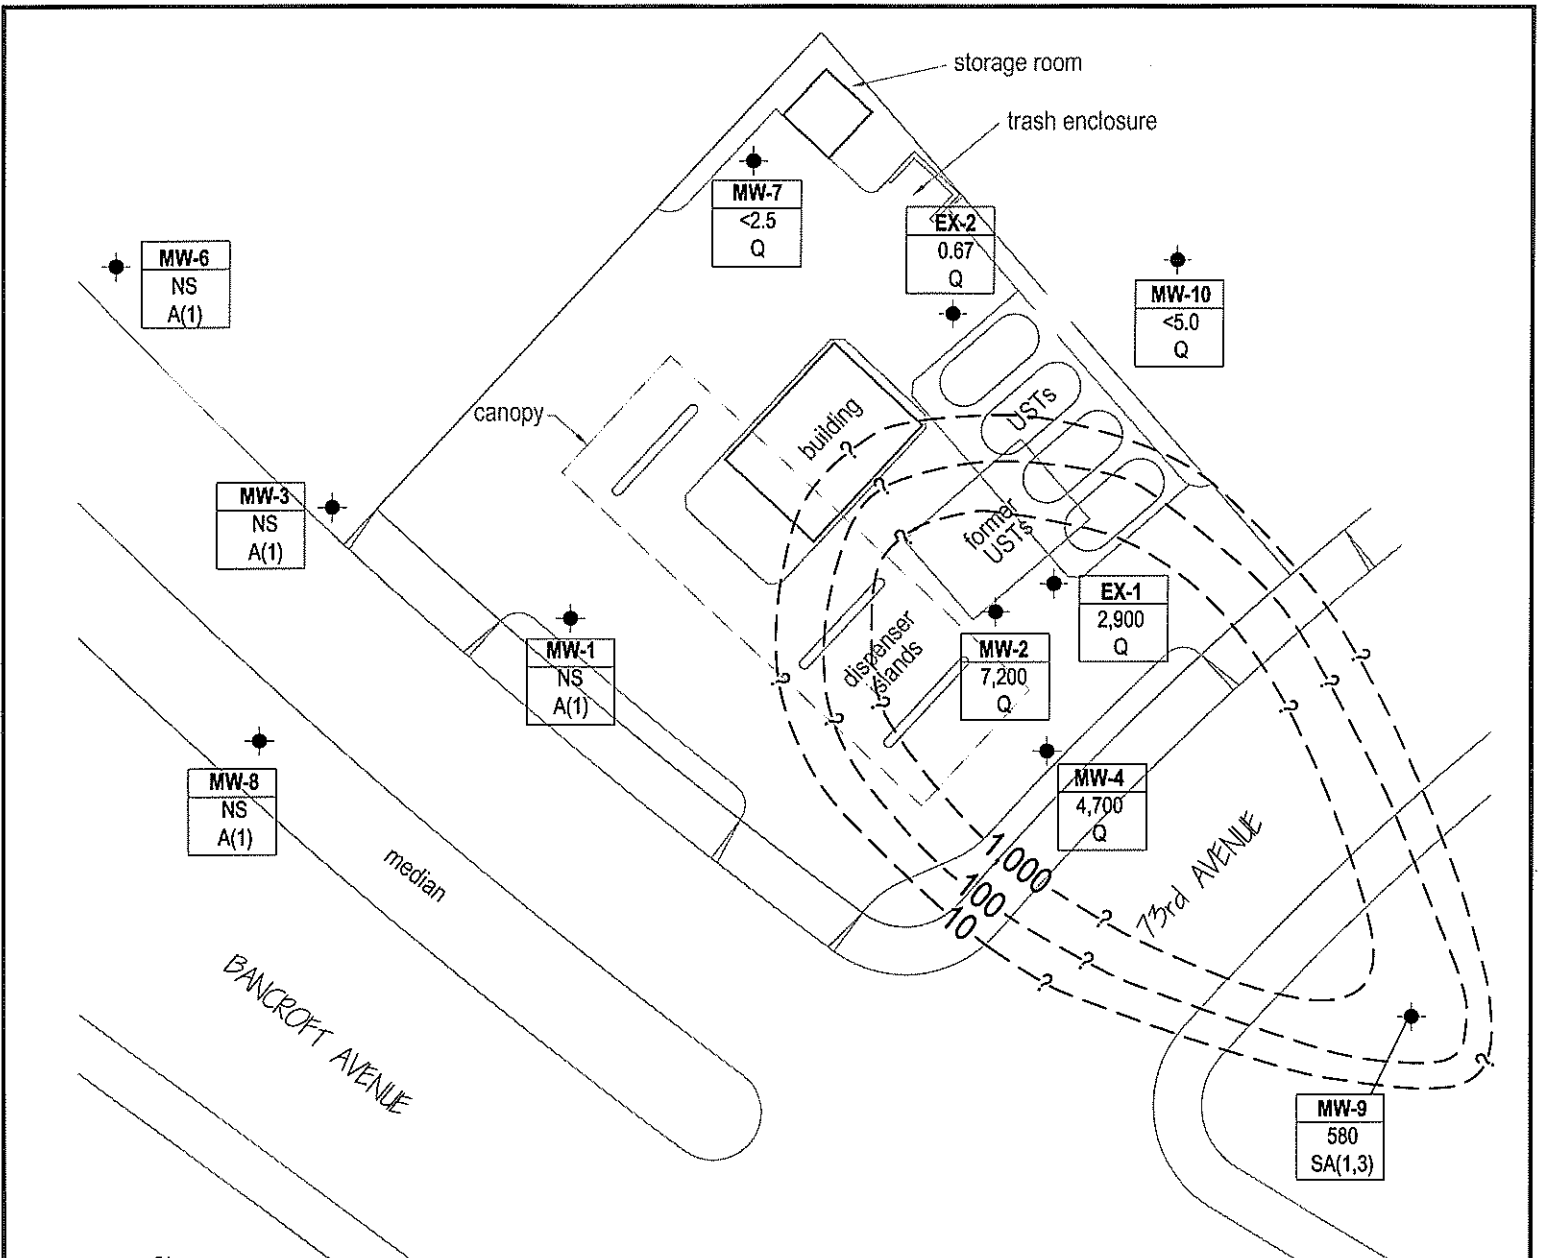 storage room
trash enclosure
MW-7
<2.5
Q
EX-2
0.67
Q
MW-6
NS
A(1)
MW-10
<5.0
Q
canopy
building
USTs
MW-3
NS
A(1)
former
USTs
EX-1
2,900
Q
MW-1
NS
A(1)
dispenser
islands
MW-2
7,200
Q
MW-8
NS
A(1)
MW-4
4,700
Q
median
1,000
100
10
73rd AVENUE
BANCROFT AVENUE
MW-9
580
SA(1,3)
?
?
?
?
?
?
?
?
?
?
?
?
?